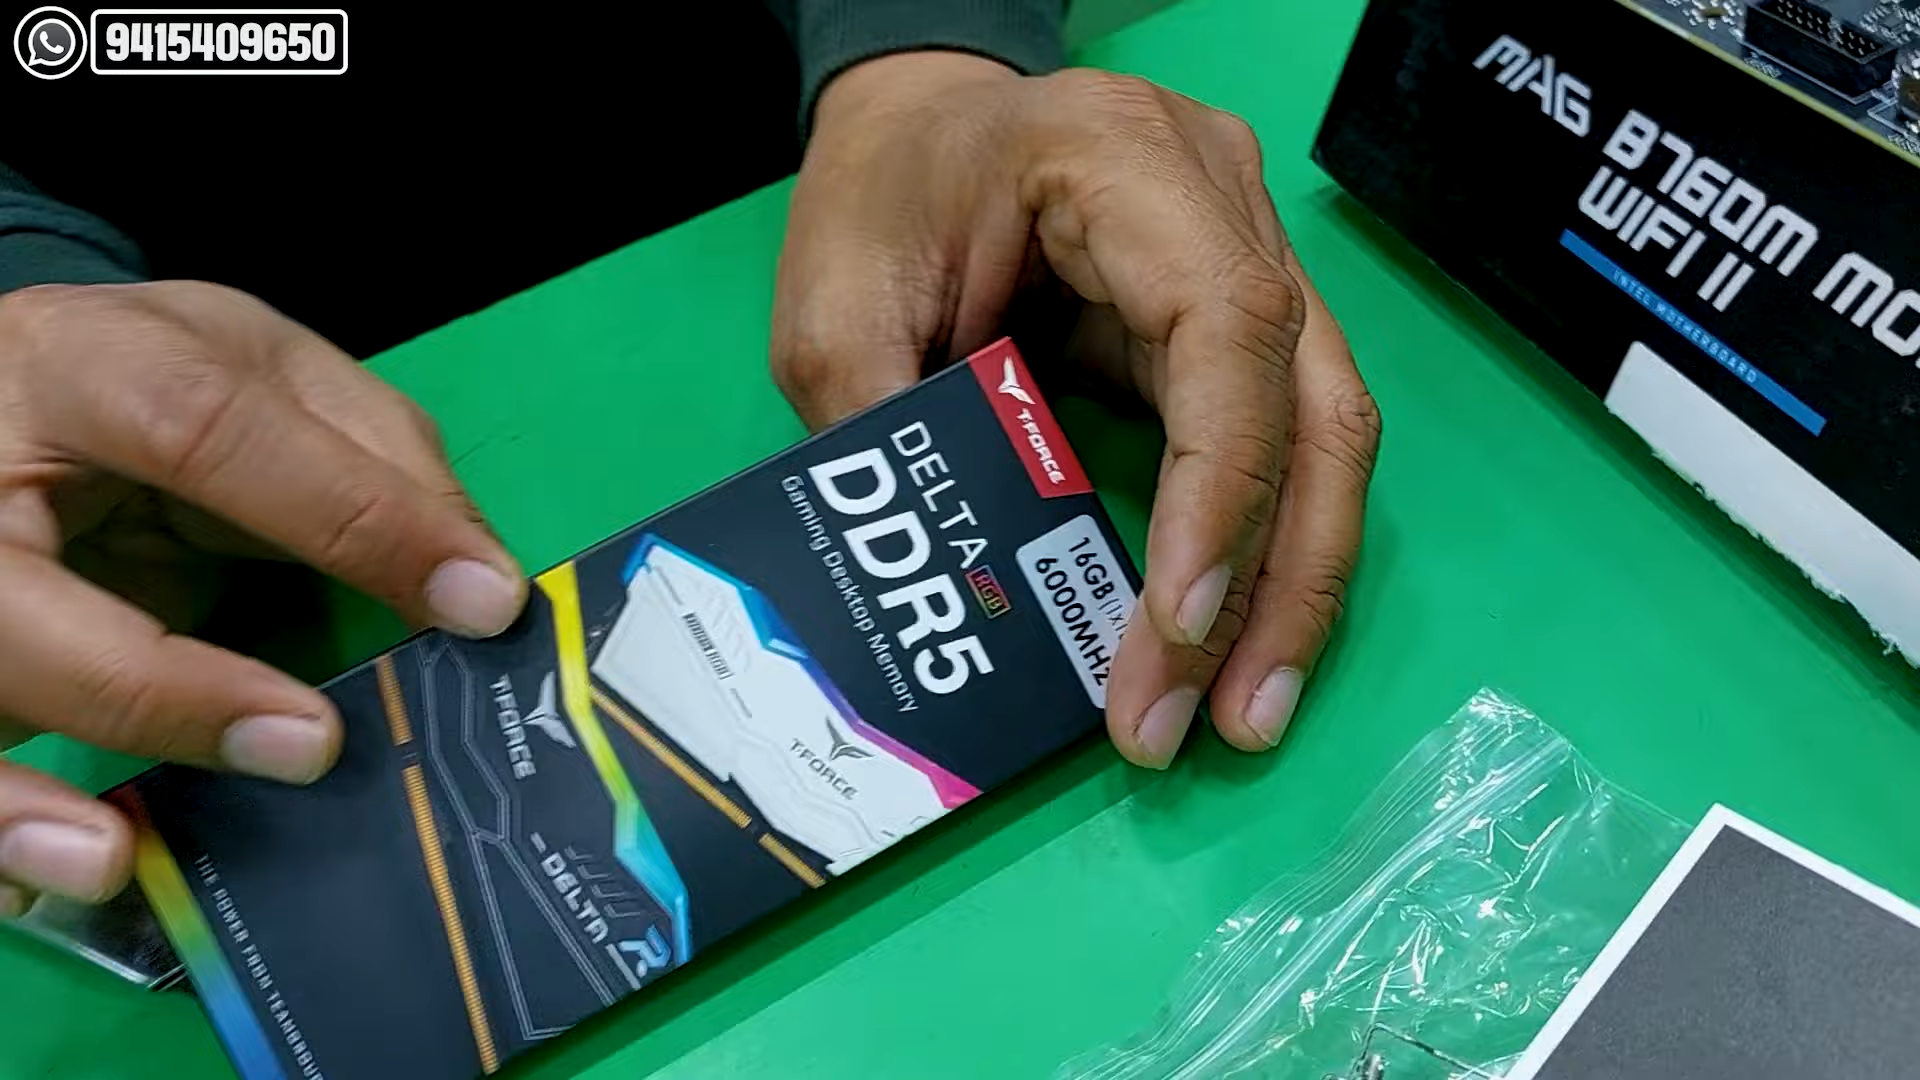 9415409650
MAG B760M MO
WIFI II
INTEL MOTHERBOARD
T-FORCE
DELTA RGB
DDR5
Gaming Desktop Memory
16GB(1x1
6000MHz
T-FORCE
T-FORCE
DELTA R
THE POWER FROM TEAMGROUP